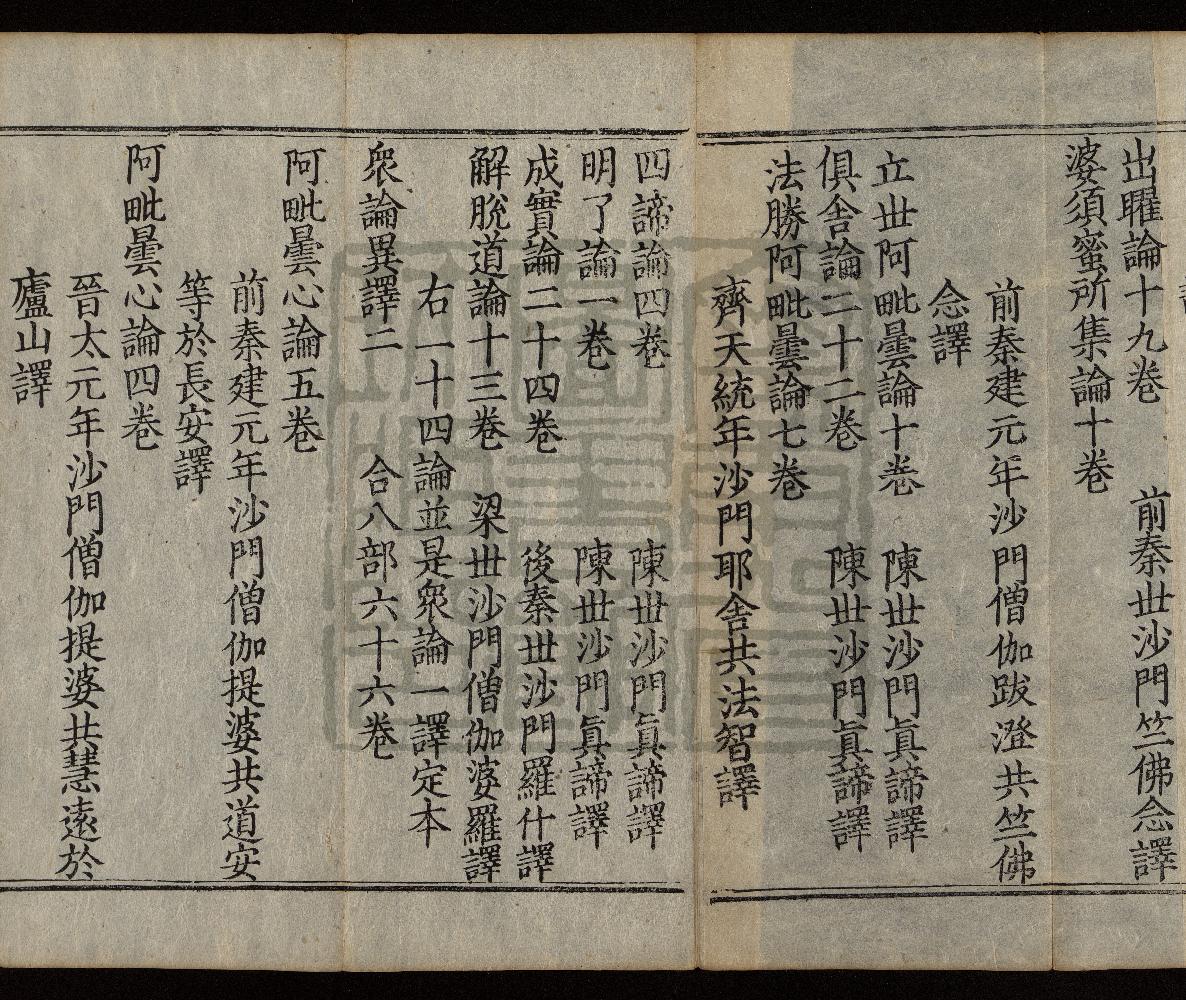 出曜論十九卷　前秦世沙門竺佛念譯
婆須蜜所集論十卷
前秦建元年沙門僧伽跋澄共竺佛
念譯
立世阿毗曇論十卷　陳世沙門眞諦譯
俱舍論二十二卷　陳世沙門眞諦譯
法勝阿毗曇論七卷
齊天統年沙門耶舍共法智譯
四諦論四卷　陳世沙門眞諦譯
明了論一卷　陳世沙門眞諦譯
成實論二十四卷　後秦世沙門羅什譯
解脫道論十三卷　梁世沙門僧伽婆羅譯
右一十四論並是衆論一譯定本
衆論異譯二　合八部六十六卷
阿毗曇心論五卷
前秦建元年沙門僧伽提婆共道安
等於長安譯
阿毗曇心論四卷
晉太元年沙門僧伽提婆共慧遠於
廬山譯